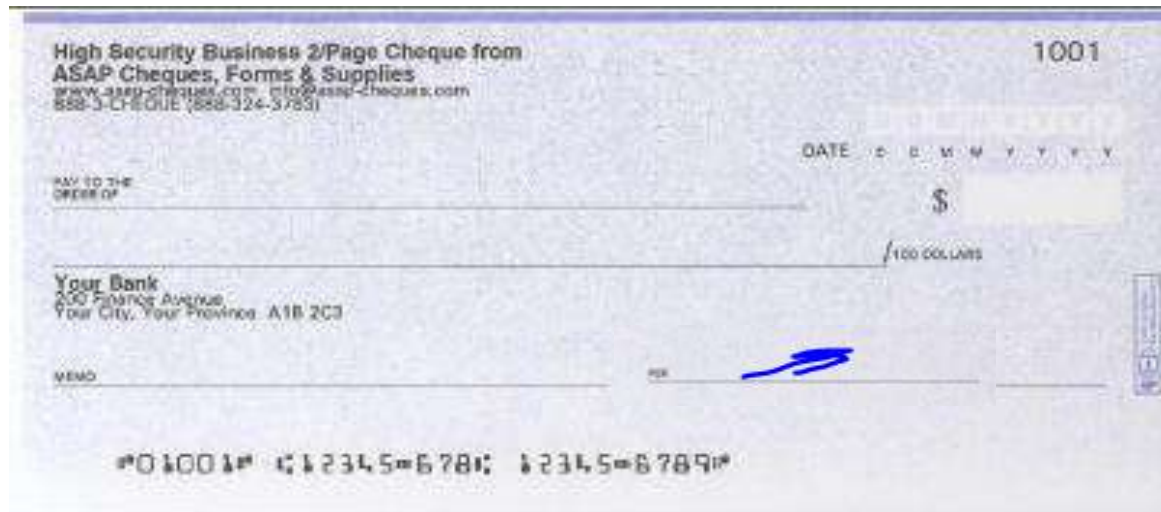 High Security Business 2/Page Cheque from
1001
ASAP Cheques, Forms & Supplies
www.asap-cheques.com info@asap-cheques.com
888-3-CHEQUE (888-324-3783)
DATE D D M M Y Y Y Y
PAY TO THE
ORDER OF
$
/100 DOLLARS
Your Bank
200 Finance Avenue
Your City, Your Province A1B 2C3
MEMO
PER
⑈01001⑈ ⑆12345⑉678⑆ 12345⑉6789⑈